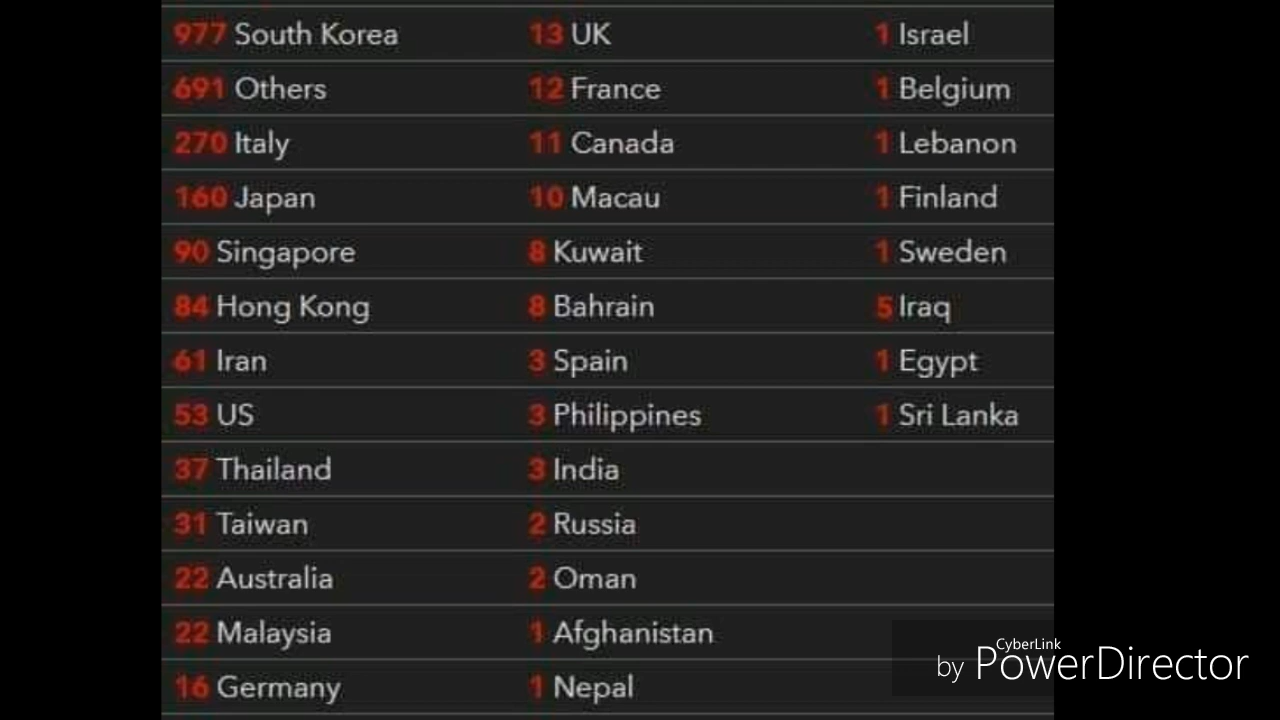 977 South Korea 13 UK 1 Israel
691 Others 12 France 1 Belgium
270 Italy 11 Canada 1 Lebanon
160 Japan 10 Macau 1 Finland
90 Singapore 8 Kuwait 1 Sweden
84 Hong Kong 8 Bahrain 5 Iraq
61 Iran 3 Spain 1 Egypt
53 US 3 Philippines 1 Sri Lanka
37 Thailand 3 India
31 Taiwan 2 Russia
22 Australia 2 Oman
22 Malaysia 1 Afghanistan
16 Germany 1 Nepal
CyberLink
by PowerDirector